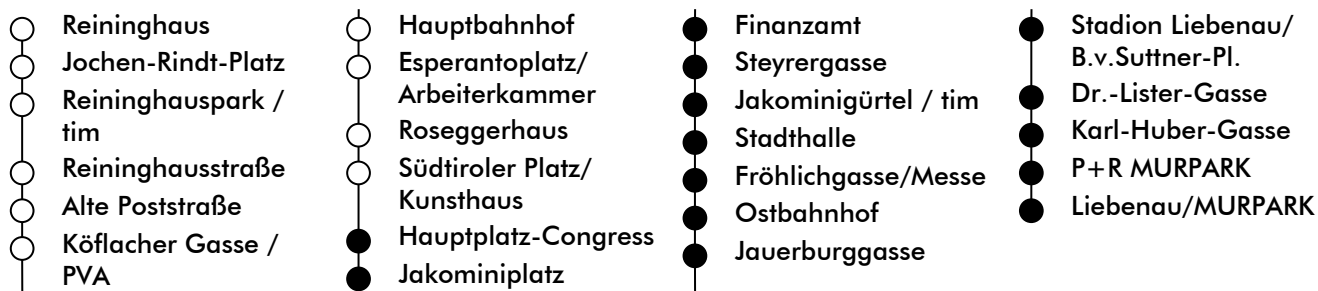 Reininghaus
Jochen-Rindt-Platz
Reininghauspark /
tim
Reininghausstraße
Alte Poststraße
Köflacher Gasse /
PVA
Hauptbahnhof
Esperantoplatz/
Arbeiterkammer
Roseggerhaus
Südtiroler Platz/
Kunsthaus
Hauptplatz-Congress
Jakominiplatz
Finanzamt
Steyrergasse
Jakominigürtel / tim
Stadthalle
Fröhlichgasse/Messe
Ostbahnhof
Jauerburggasse
Stadion Liebenau/
B.v.Suttner-Pl.
Dr.-Lister-Gasse
Karl-Huber-Gasse
P+R MURPARK
Liebenau/MURPARK